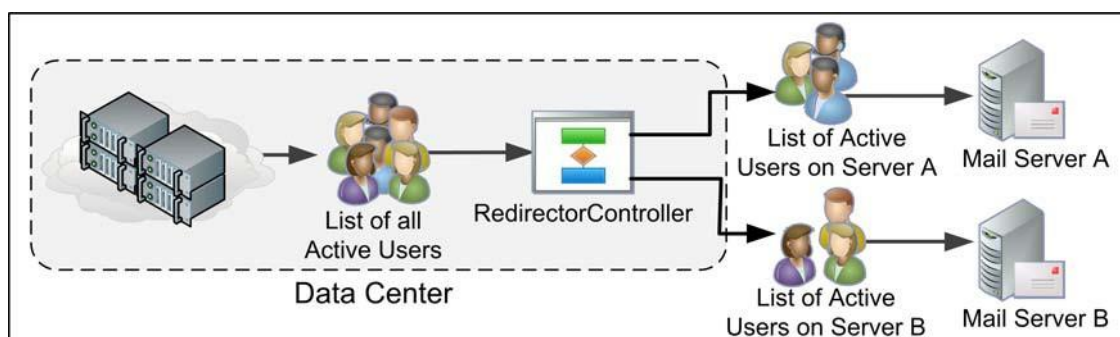 List of all
Active Users
RedirectorController
Data Center
List of Active
Users on Server A
Mail Server A
List of Active
Users on Server B
Mail Server B